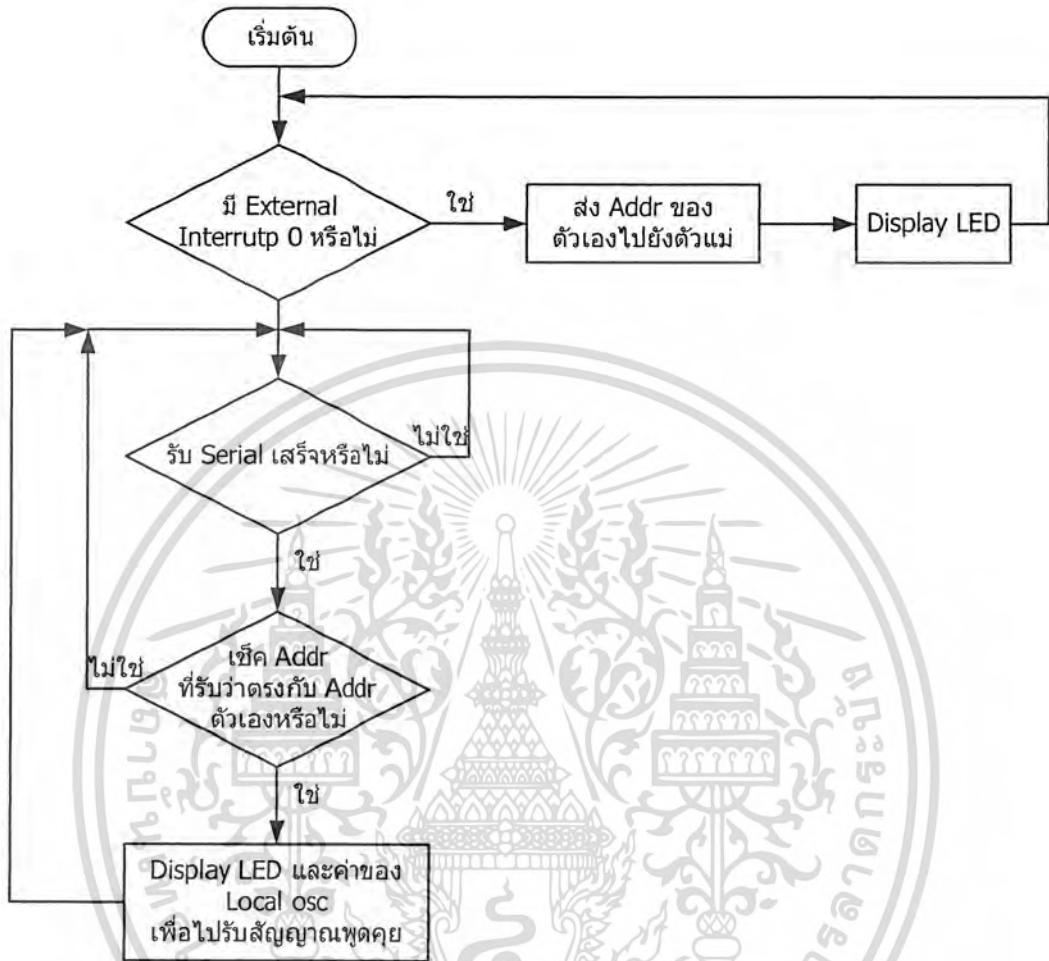 เริ่มต้น
มี External
Interrutp 0 หรือไม่
ใช่
ส่ง Addr ของ
ตัวเองไปยังตัวแม่
Display LED
รับ Serial เสร็จหรือไม่
ไม่ใช่
ใช่
เช็ค Addr
ที่รับว่าตรงกับ Addr
ตัวเองหรือไม่
ไม่ใช่
ใช่
Display LED และค่าของ
Local osc
เพื่อไปรับสัญญาณพูดคุย